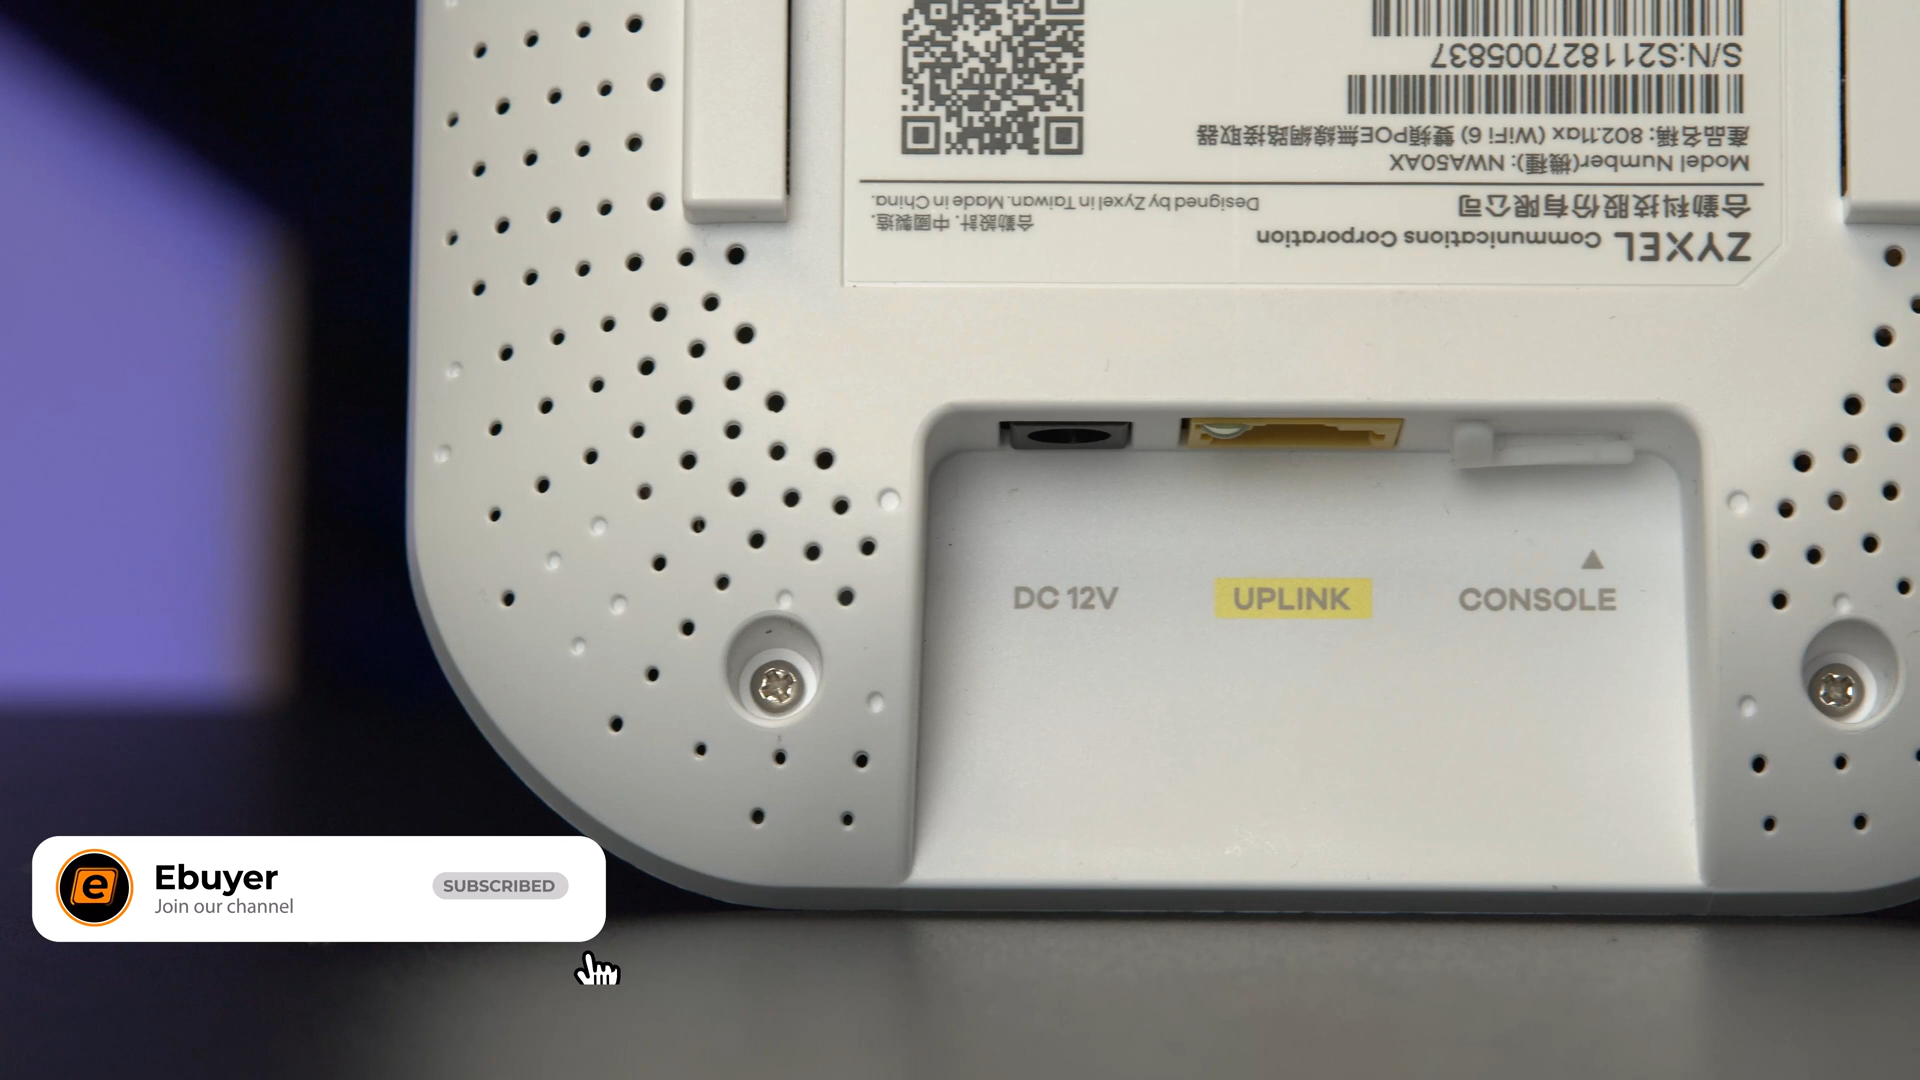 ZYXEL Communications Corporation
合勤科技股份有限公司
Designed by Zyxel in Taiwan. Made in China.
合勤設計. 中國製造.
Model Number(機種): NWA50AX
產品名稱: 802.11ax (WiFi 6) 雙頻POE無線網路接取器
S/N:S211827005837
DC 12V
UPLINK
CONSOLE
Ebuyer
Join our channel
SUBSCRIBED